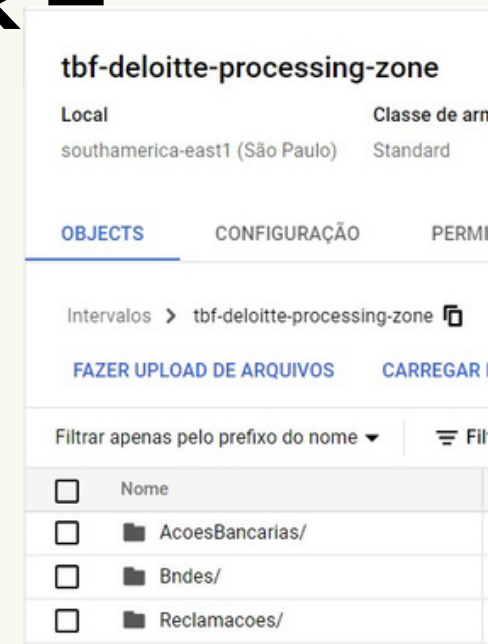 tbf-deloitte-processing-zone
Local Classe de arm
southamerica-east1 (São Paulo) Standard
OBJECTS CONFIGURAÇÃO PERMI
Intervalos > tbf-deloitte-processing-zone
FAZER UPLOAD DE ARQUIVOS CARREGAR
Filtrar apenas pelo prefixo do nome Fil
Nome
AcoesBancarias/
Bndes/
Reclamacoes/